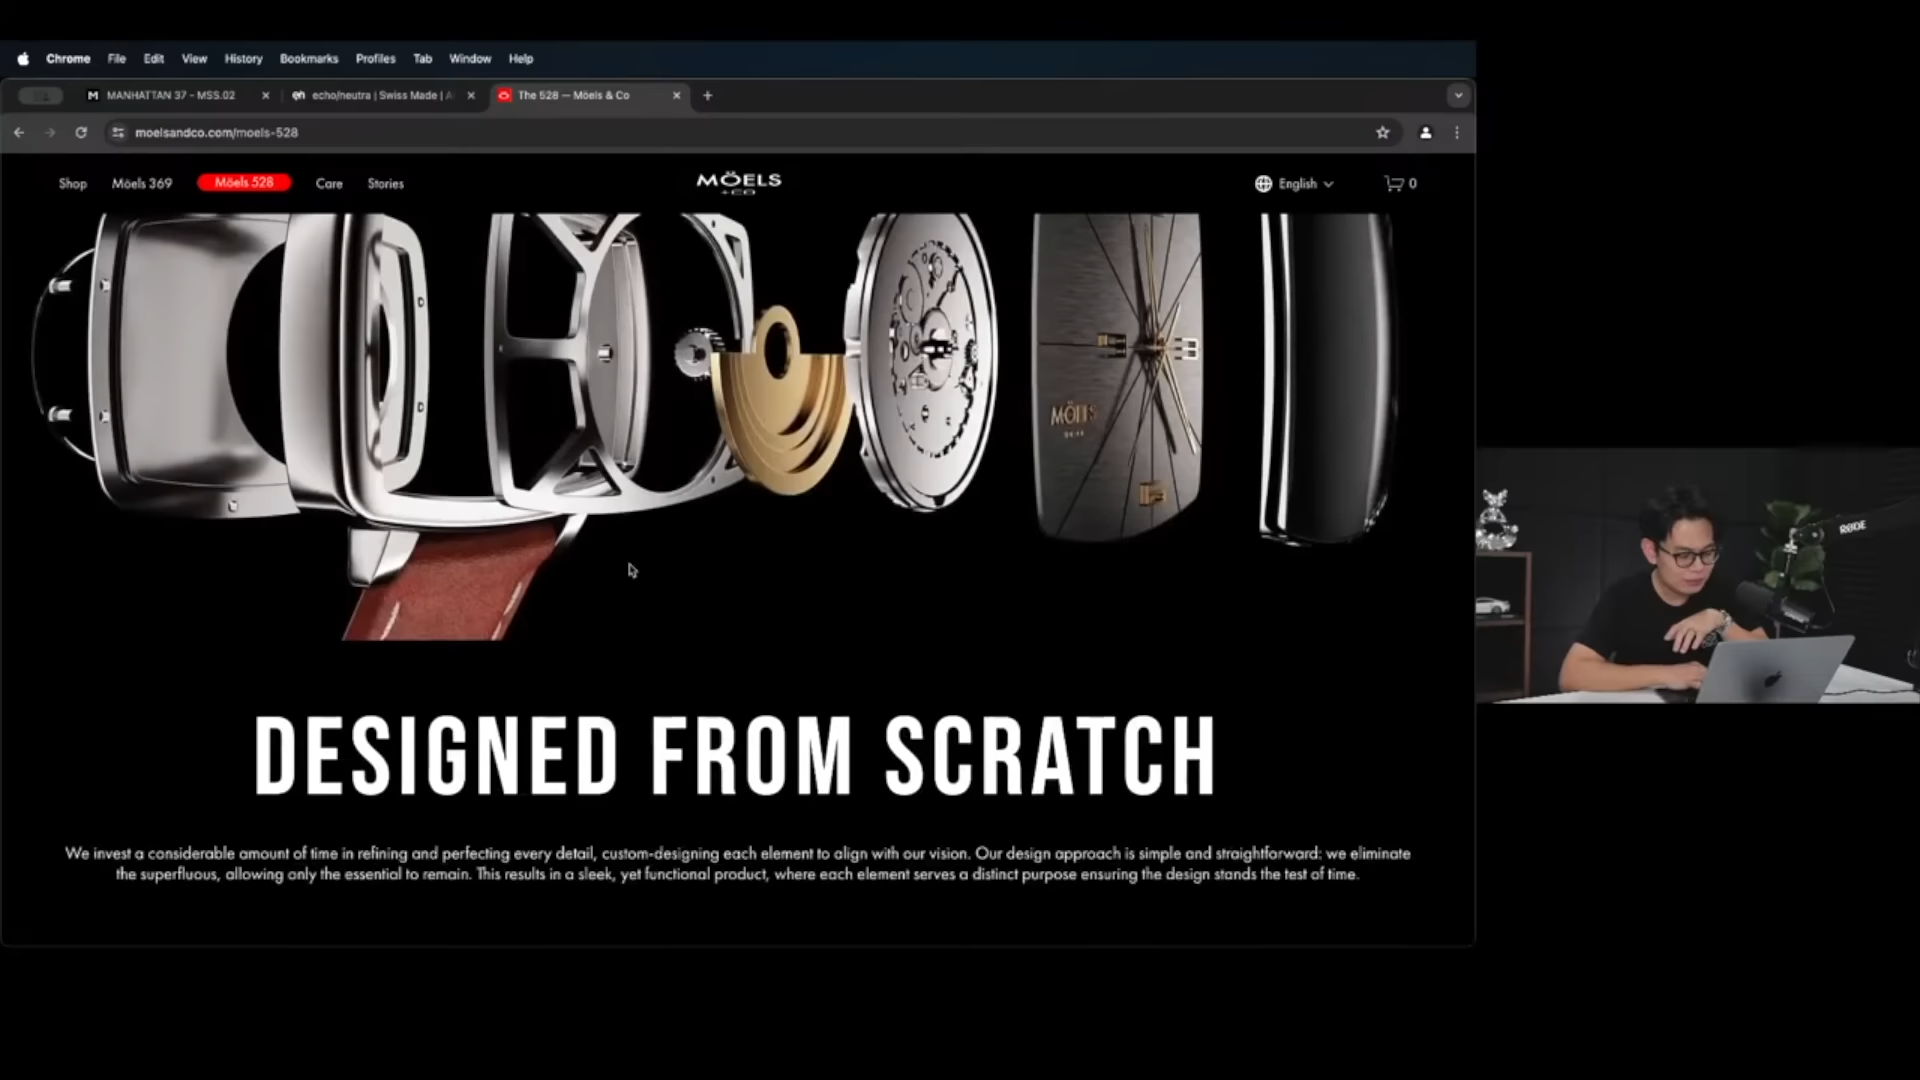 Chrome File Edit View History Bookmarks Profiles Tab Window Help
M MANHATTAN 37 - MSS.02 echo/neutra | Swiss Made | The 528 — Möels & Co
moelsandco.com/moels-528
Shop Möels 369 Möels 528 Care Stories MÖELS +CO English 0
MÖELS
DESIGNED FROM SCRATCH
We invest a considerable amount of time in refining and perfecting every detail, custom-designing each element to align with our vision. Our design approach is simple and straightforward: we eliminate
the superfluous, allowing only the essential to remain. This results in a sleek, yet functional product, where each element serves a distinct purpose ensuring the design stands the test of time.
RØDE